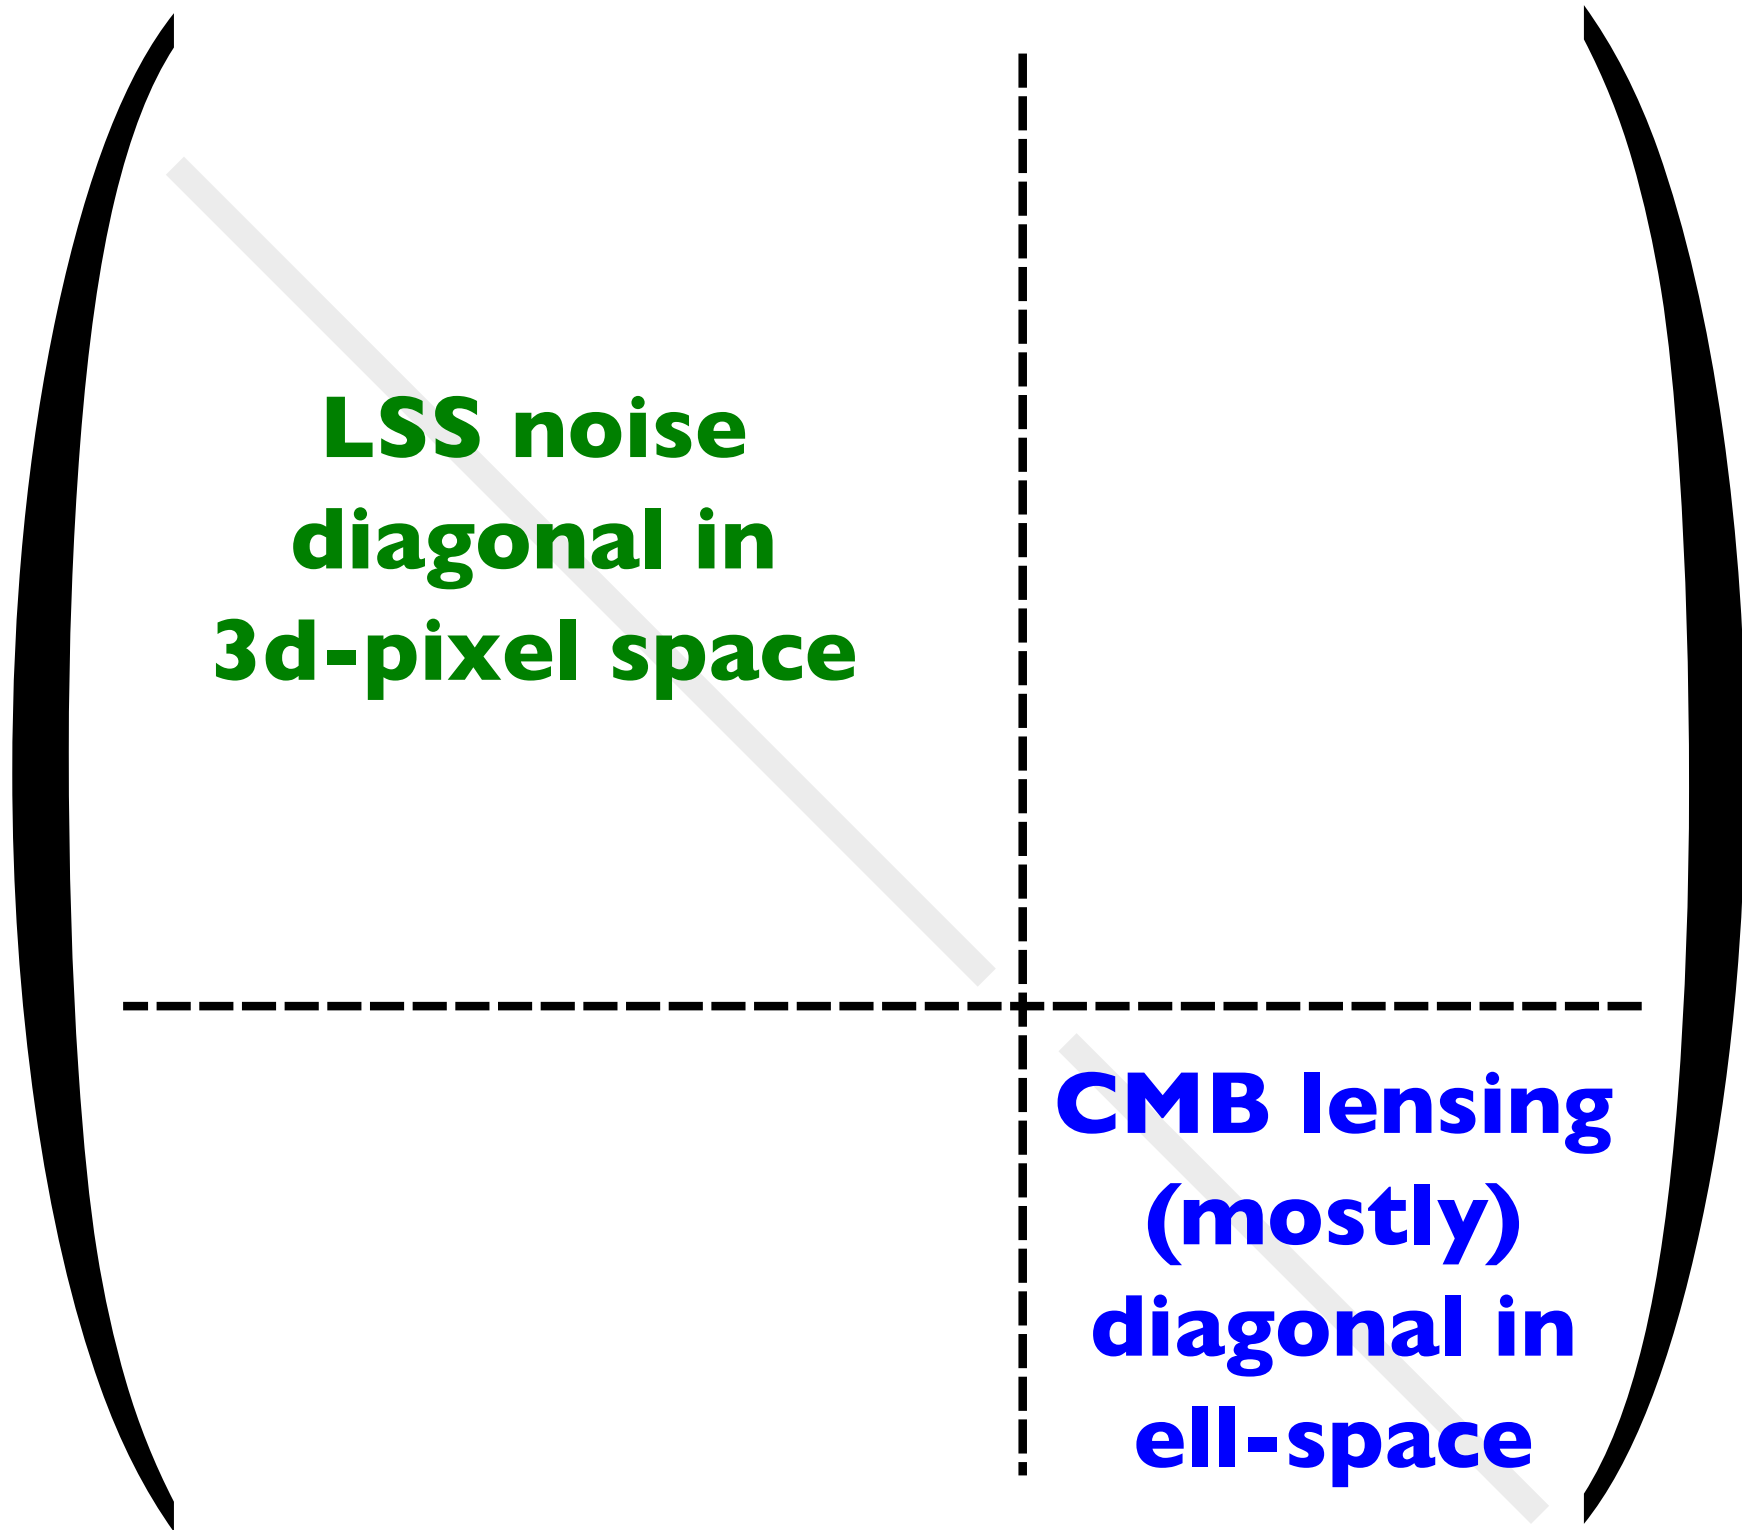 LSS noise
diagonal in
3d-pixel space
CMB lensing
(mostly)
diagonal in
ell-space